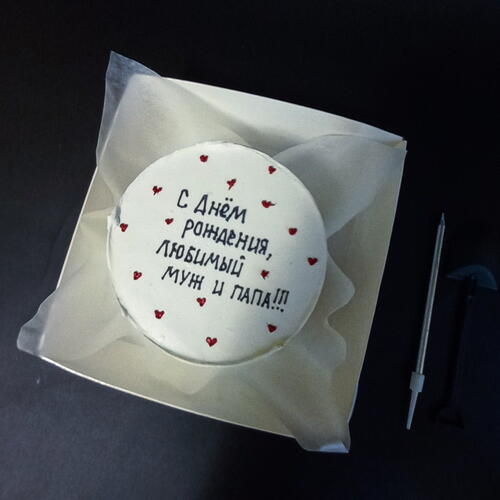 С Днём
рождения,
любимый
муж и папа!!!